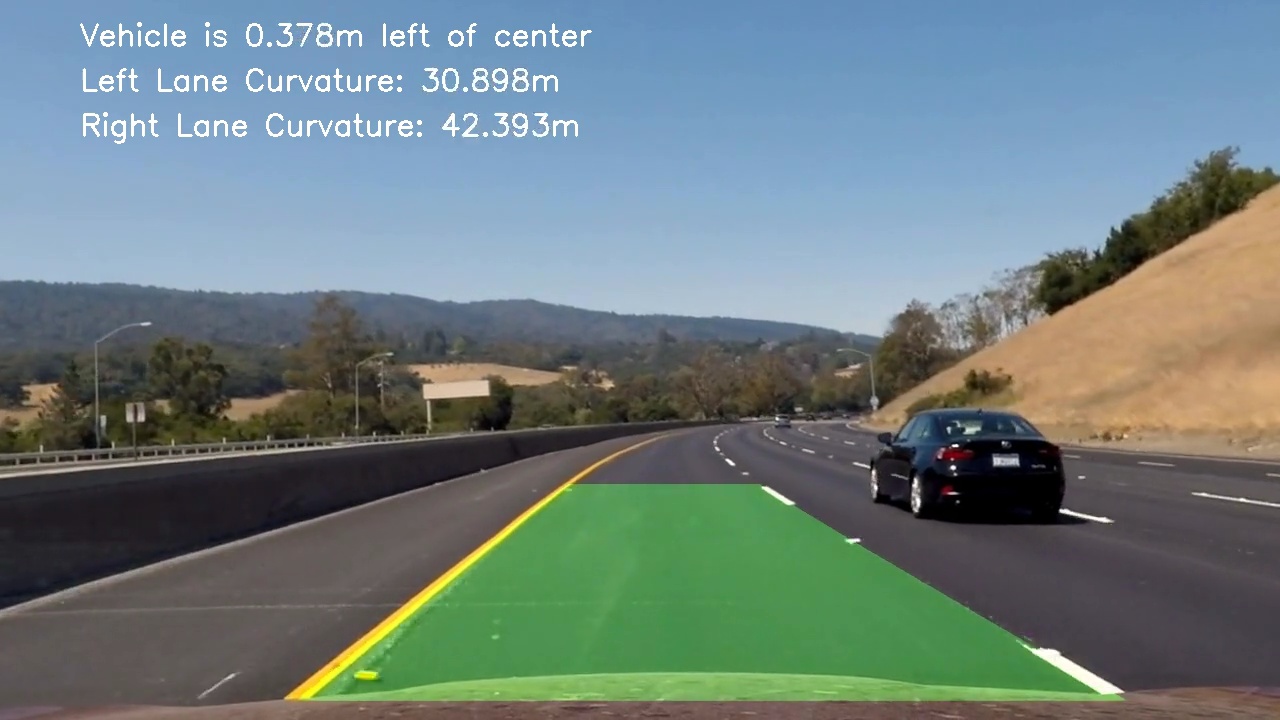 Vehicle is 0.378m left of center
Left Lane Curvature: 30.898m
Right Lane Curvature: 42.393m